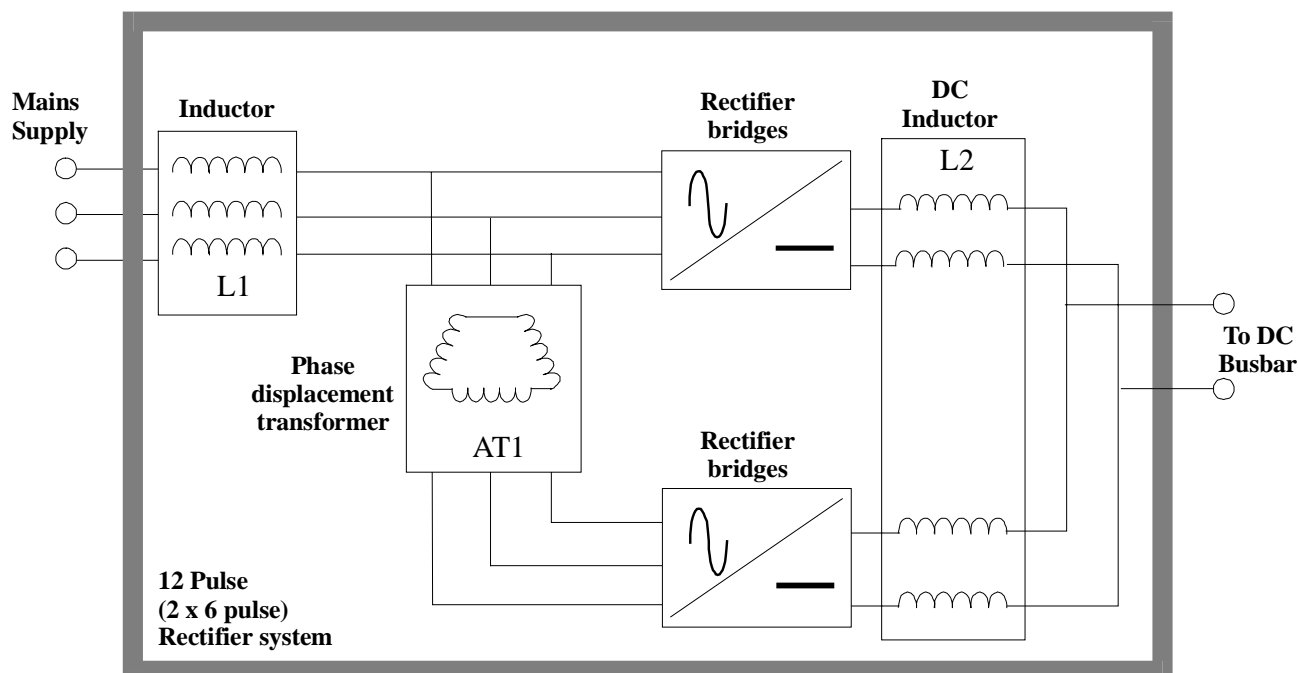 Mains
Supply
Inductor
L1
Phase
displacement
transformer
AT1
Rectifier
bridges
DC
Inductor
L2
To DC
Busbar
Rectifier
bridges
12 Pulse
(2 x 6 pulse)
Rectifier system